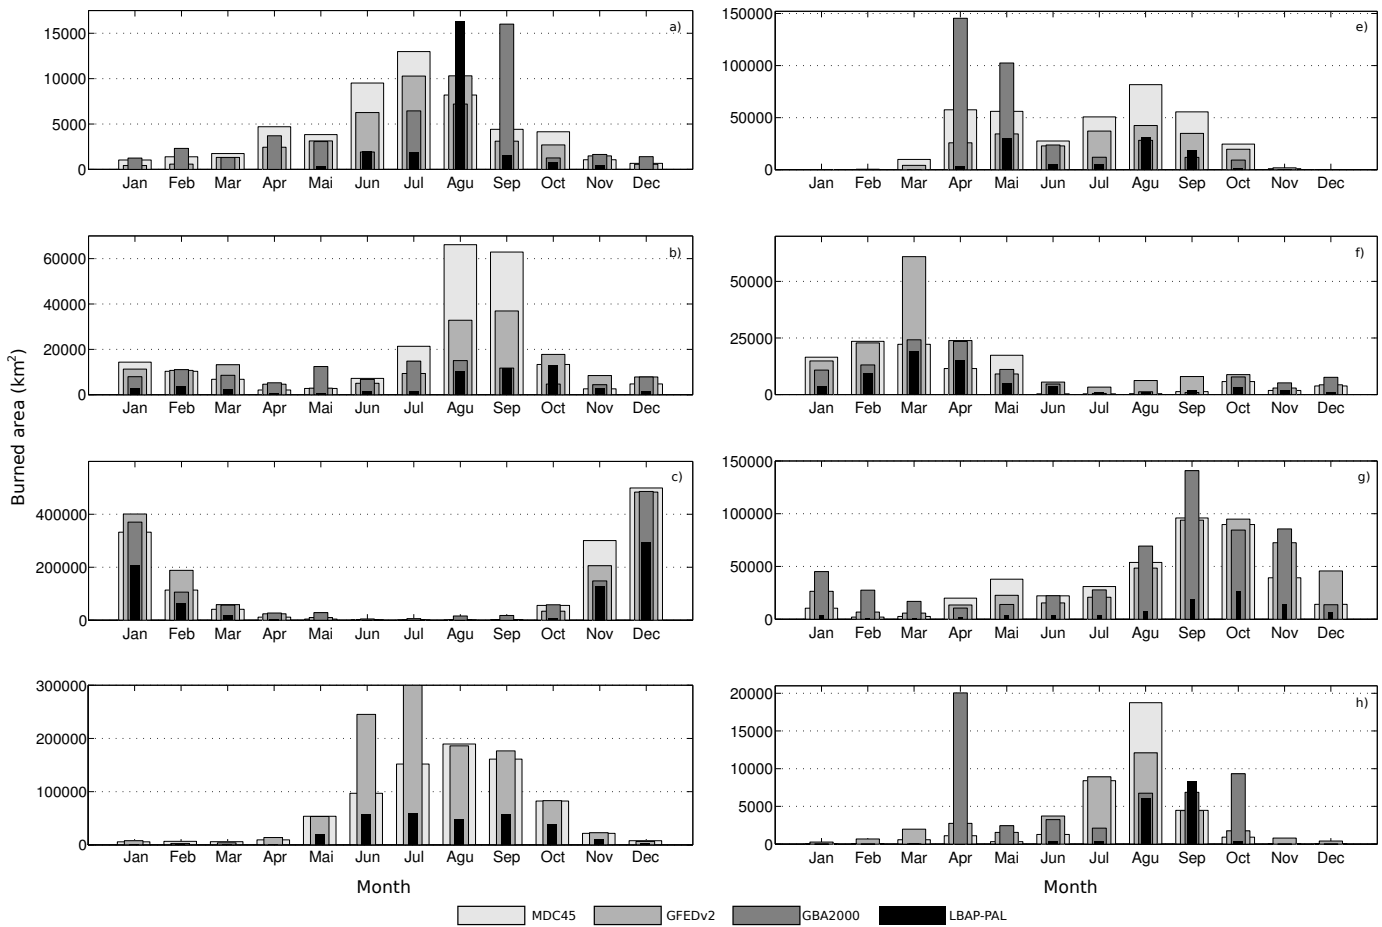 a)
15000
10000
5000
0
Jan Feb Mar Apr Mai Jun Jul Agu Sep Oct Nov Dec
b)
60000
40000
20000
0
Jan Feb Mar Apr Mai Jun Jul Agu Sep Oct Nov Dec
c)
400000
200000
0
Jan Feb Mar Apr Mai Jun Jul Agu Sep Oct Nov Dec
300000
200000
100000
0
Jan Feb Mar Apr Mai Jun Jul Agu Sep Oct Nov Dec
Month
Burned area (km²)
e)
150000
100000
50000
0
Jan Feb Mar Apr Mai Jun Jul Agu Sep Oct Nov Dec
f)
50000
25000
0
Jan Feb Mar Apr Mai Jun Jul Agu Sep Oct Nov Dec
g)
150000
100000
50000
0
Jan Feb Mar Apr Mai Jun Jul Agu Sep Oct Nov Dec
h)
20000
15000
10000
5000
0
Jan Feb Mar Apr Mai Jun Jul Agu Sep Oct Nov Dec
Month
MDC45 GFEDv2 GBA2000 LBAP-PAL